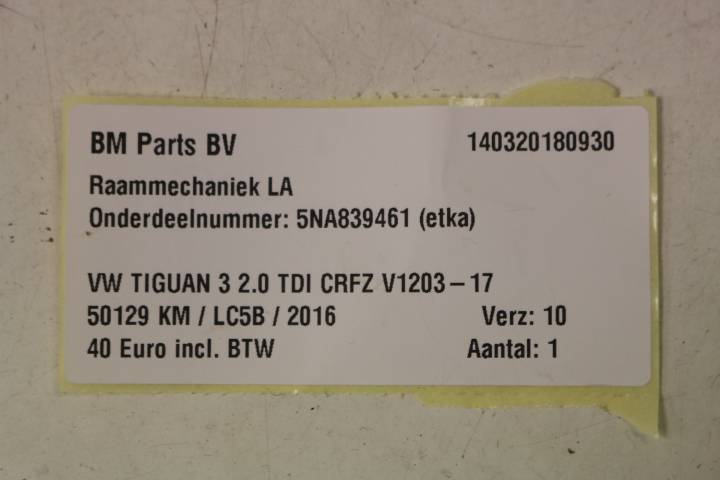 BM Parts BV 140320180930
Raammechaniek LA
Onderdeelnummer: 5NA839461 (etka)
VW TIGUAN 3 2.0 TDI CRFZ V1203-17
50129 KM / LC5B / 2016 Verz: 10
40 Euro incl. BTW Aantal: 1